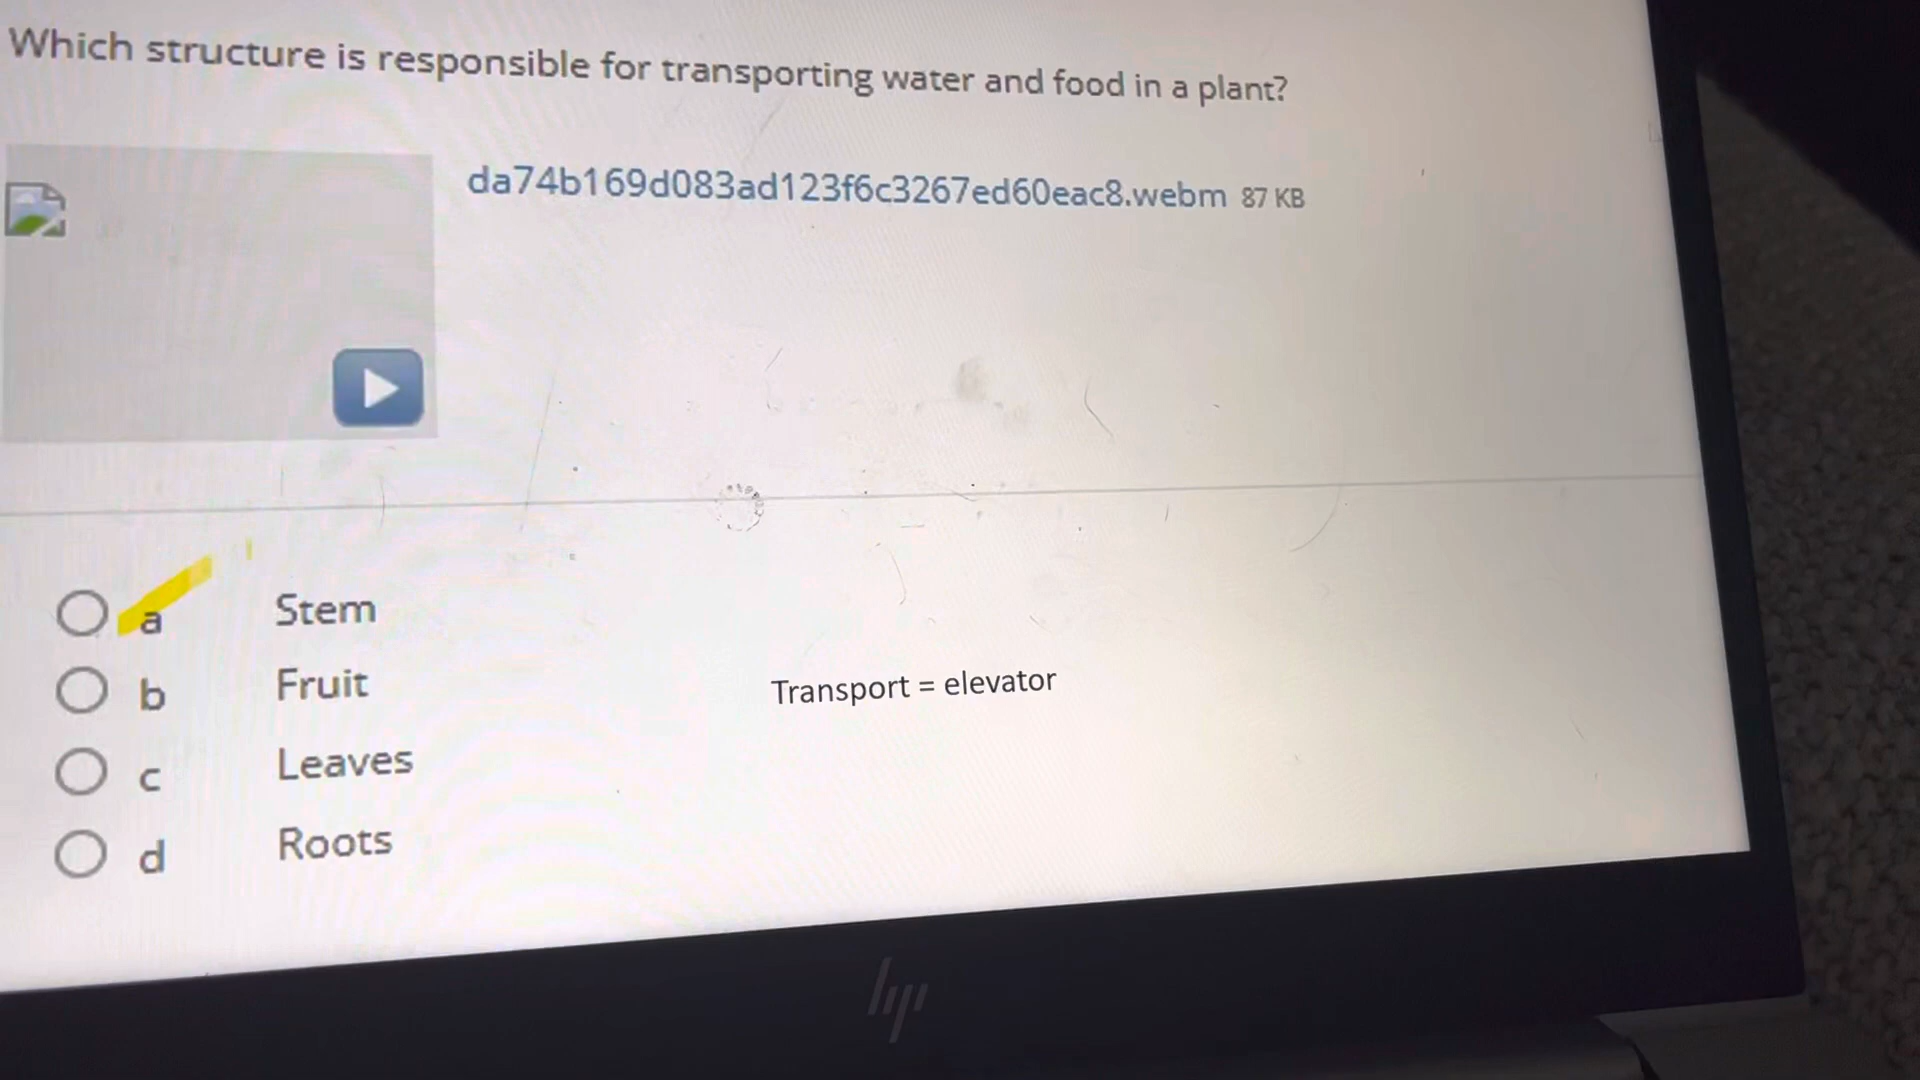 Which structure is responsible for transporting water and food in a plant?
da74b169d083ad123f6c3267ed60eac8.webm 87 KB
a Stem
b Fruit
Transport = elevator
c Leaves
d Roots
hp